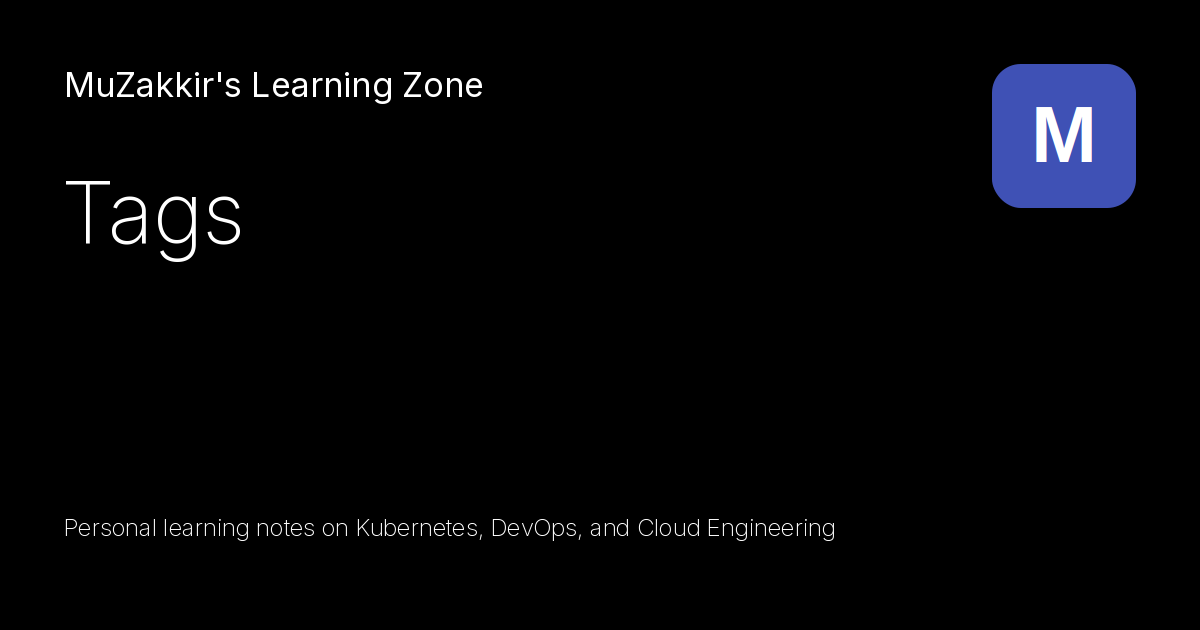 MuZakkir's Learning Zone
M
Tags
Personal learning notes on Kubernetes, DevOps, and Cloud Engineering